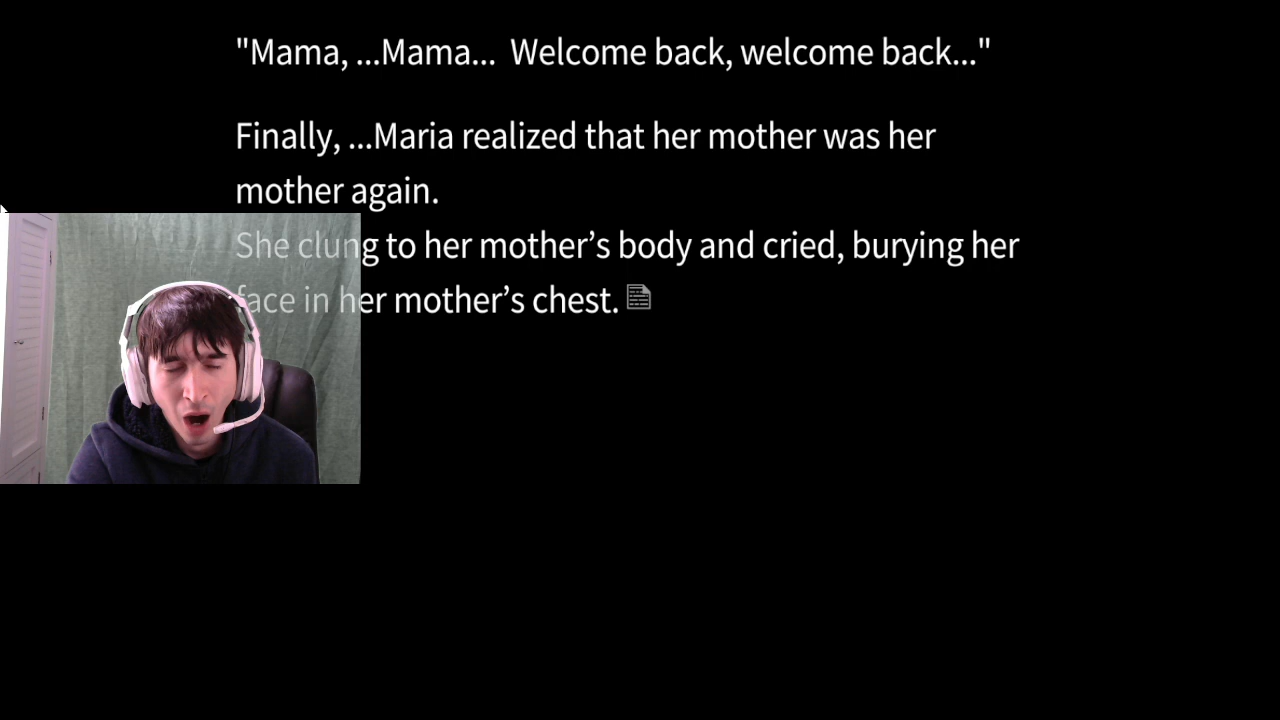 "Mama, ...Mama...  Welcome back, welcome back..."
Finally, ...Maria realized that her mother was her
mother again.
She clung to her mother’s body and cried, burying her
face in her mother’s chest.